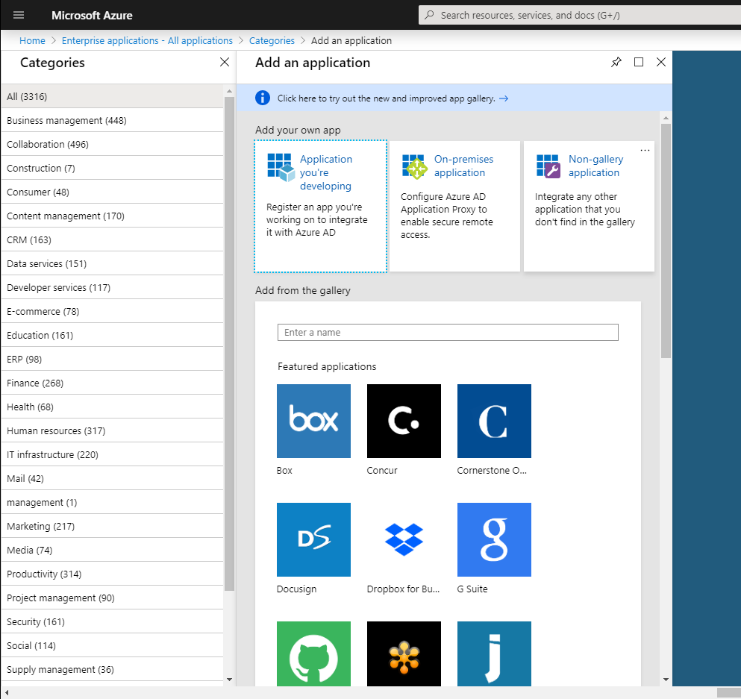 Microsoft Azure
Search resources, services, and docs (G+/)
Home > Enterprise applications - All applications > Categories > Add an application
Categories
All (3316)
Business management (448)
Collaboration (496)
Construction (7)
Consumer (48)
Content management (170)
CRM (163)
Data services (151)
Developer services (117)
E-commerce (78)
Education (161)
ERP (98)
Finance (268)
Health (68)
Human resources (317)
IT infrastructure (220)
Mail (42)
management (1)
Marketing (217)
Media (74)
Productivity (314)
Project management (90)
Security (161)
Social (114)
Supply management (36)
Add an application
Click here to try out the new and improved app gallery. →
Add your own app
Application
you're
developing
Register an app you're
working on to integrate
it with Azure AD
On-premises
application
Configure Azure AD
Application Proxy to
enable secure remote
access.
Non-gallery
application
Integrate any other
application that you
don't find in the gallery
Add from the gallery
Enter a name
Featured applications
box
C.
C
Box
Concur
Cornerstone O...
DS
g
Docusign
Dropbox for Bu...
G Suite
j